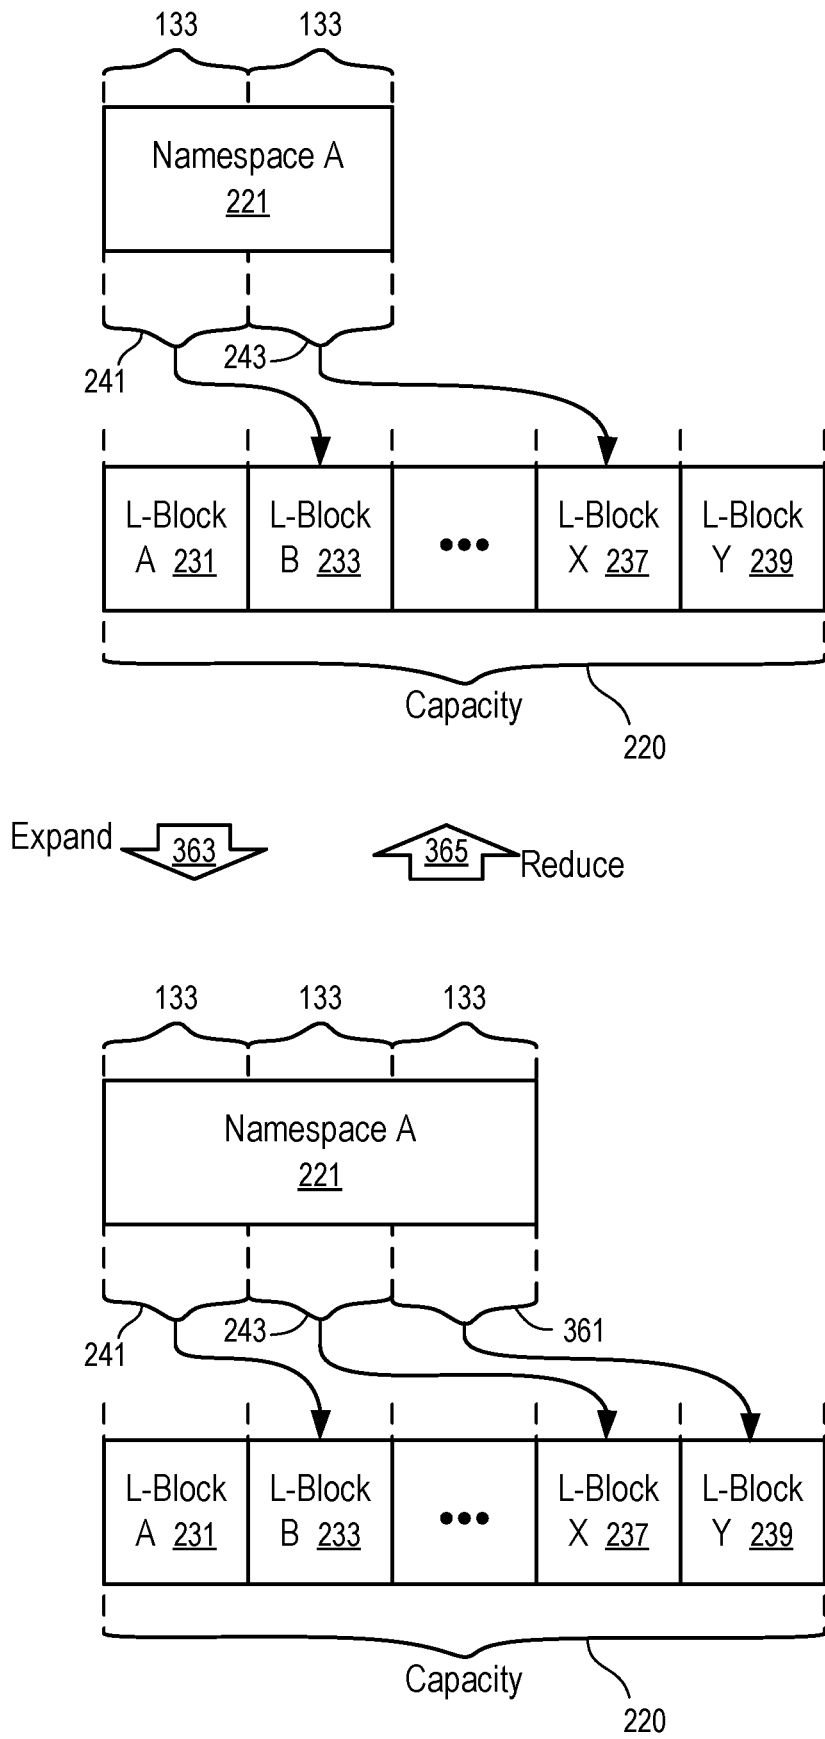 133 133
Namespace A
221
241 243
L-Block L-Block L-Block L-Block
A 231 B 233 ••• X 237 Y 239
Capacity
220
Expand 363 365 Reduce
133 133 133
Namespace A
221
241 243 361
L-Block L-Block L-Block L-Block
A 231 B 233 ••• X 237 Y 239
Capacity
220